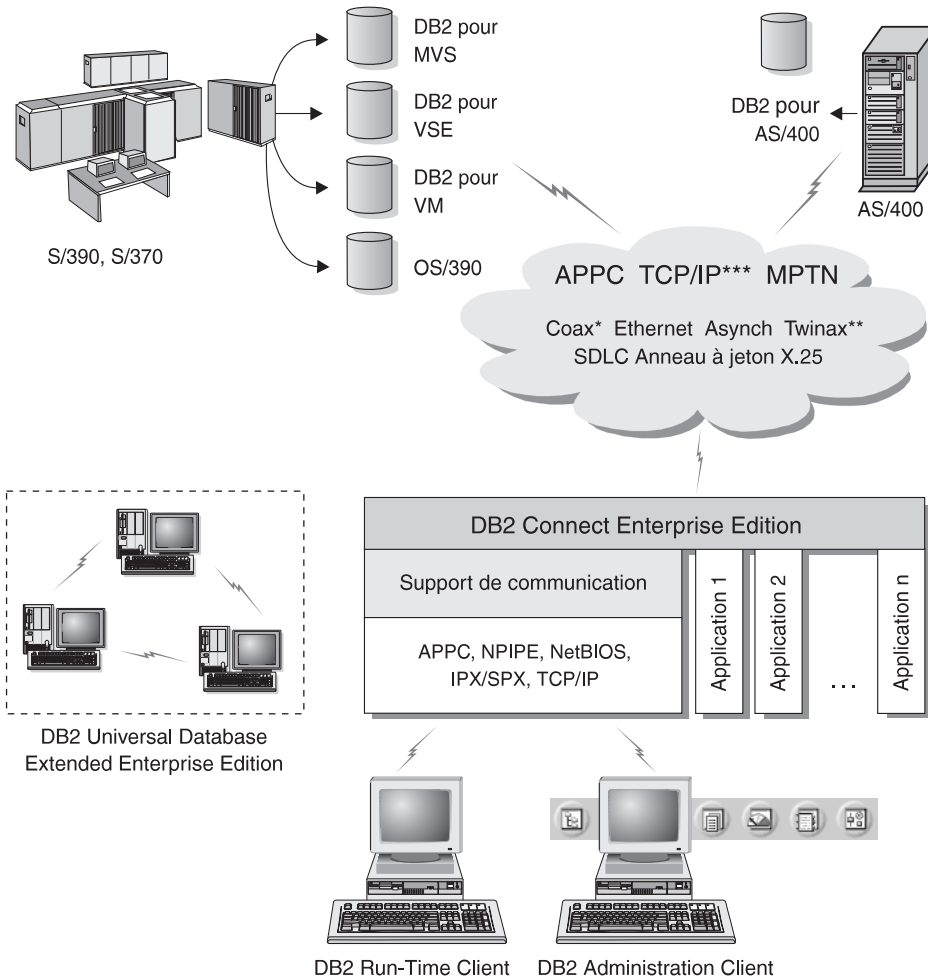 DB2 pour
MVS
DB2 pour
VSE
DB2 pour
VM
OS/390
S/390, S/370
DB2 pour
AS/400
AS/400
APPC TCP/IP*** MPTN
Coax* Ethernet Asynch Twinax**
SDLC Anneau à jeton X.25
DB2 Connect Enterprise Edition
Support de communication
APPC, NPIPE, NetBIOS,
IPX/SPX, TCP/IP
Application 1
Application 2
...
Application n
DB2 Universal Database
Extended Enterprise Edition
DB2 Run-Time Client
DB2 Administration Client